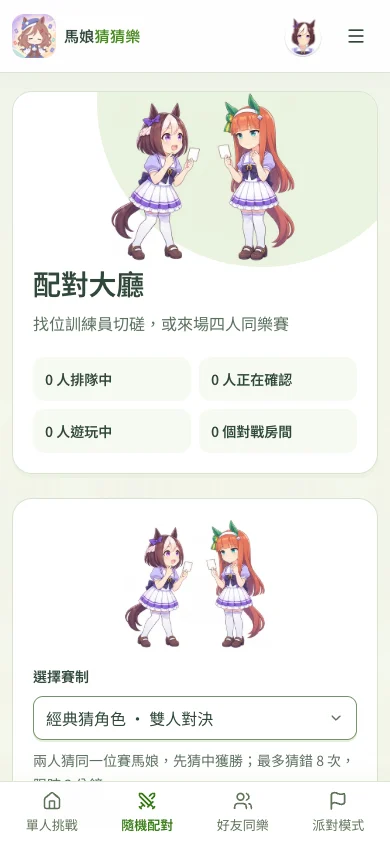 馬娘猜猜樂
配對大廳
找位訓練員切磋，或來場四人同樂賽
0 人排隊中
0 人正在確認
0 人遊玩中
0 個對戰房間
選擇賽制
經典猜角色 · 雙人對決
兩人猜同一位賽馬娘，先猜中獲勝；最多猜錯 8 次，
單人挑戰
隨機配對
好友同樂
派對模式